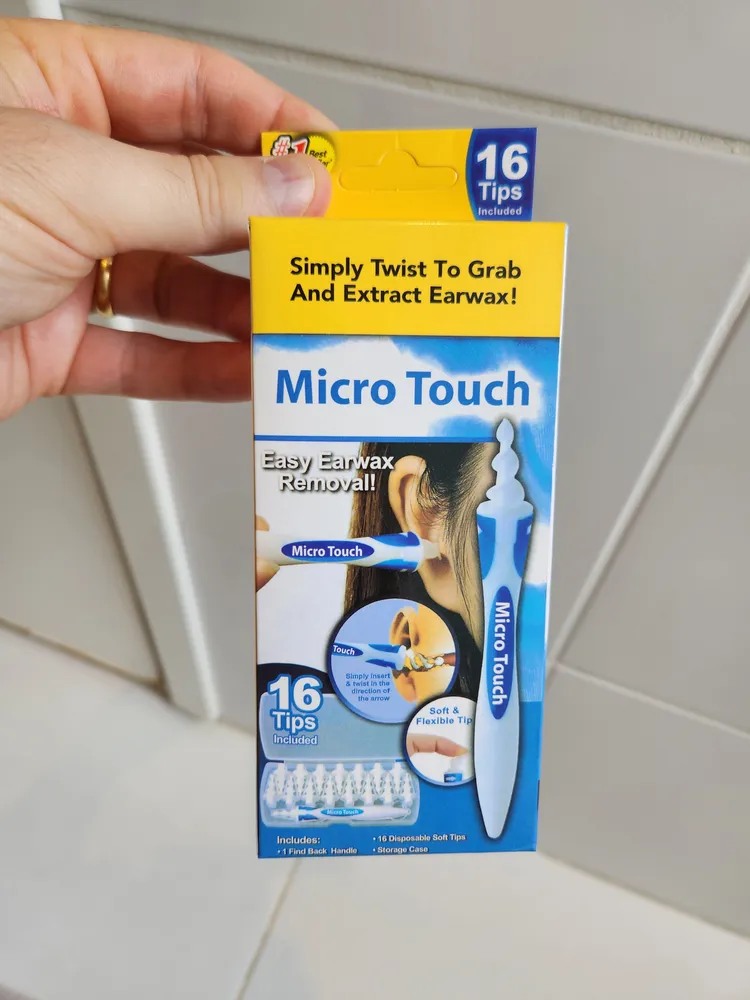 #1 Best
16
Tips
Included
Simply Twist To Grab
And Extract Earwax!
Micro Touch
Easy Earwax
Removal!
Micro Touch
Touch
Simply insert
& twist in the
direction of
the arrow
Micro Touch
Soft &
Flexible Tip
16
Tips
Included
Micro Touch
Includes:
• 1 Find Back Handle
• 16 Disposable Soft Tips
• Storage Case